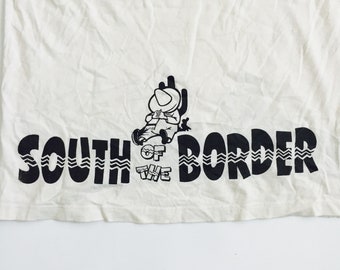 SOUTH OF THE BORDER